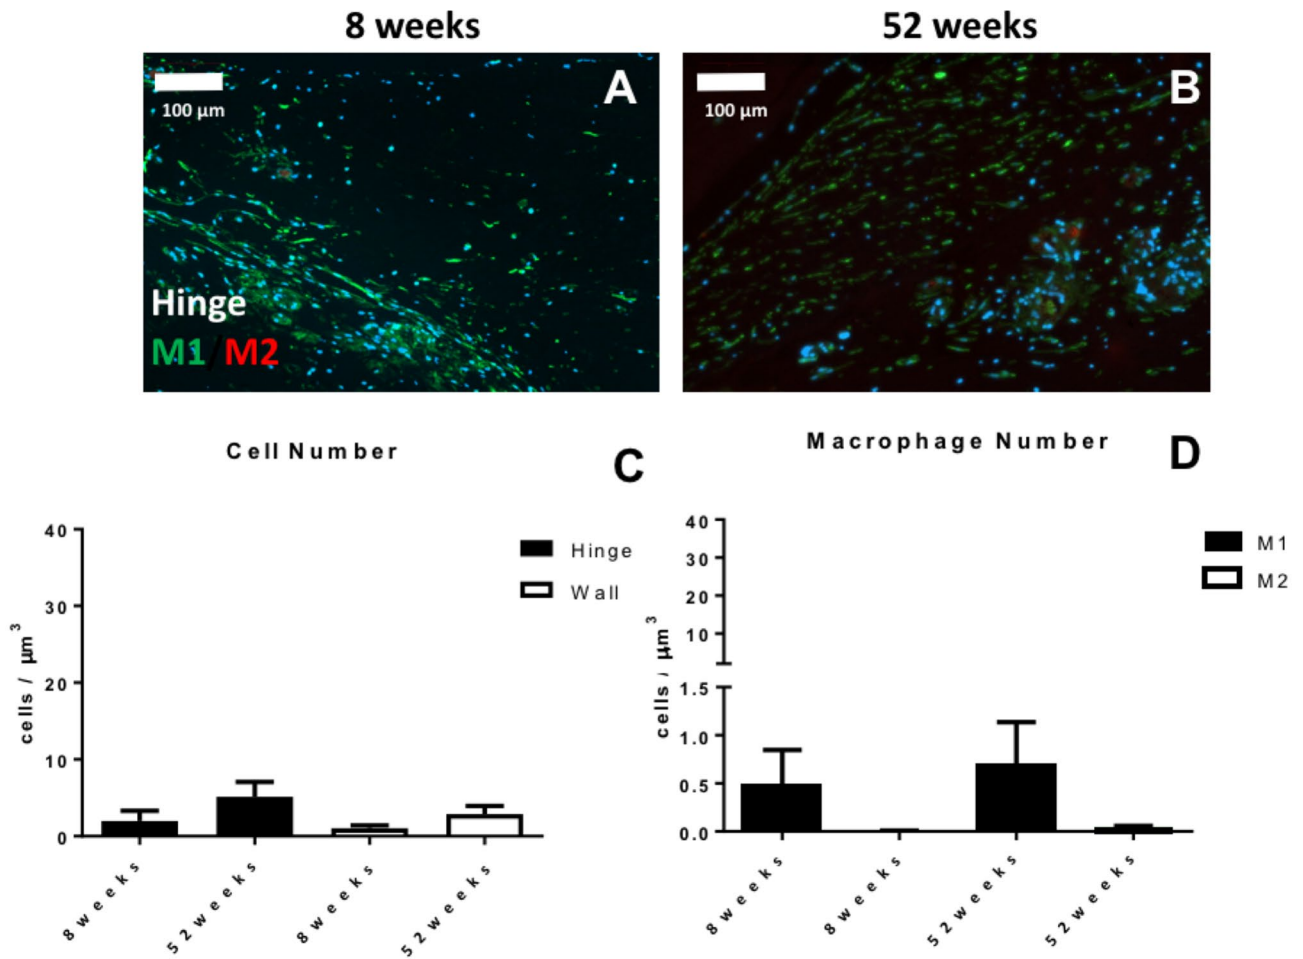 8 weeks
52 weeks
100 μm
A
100 μm
B
Hinge
M1/M2
Cell Number
C
Macrophage Number
D
40
30
20
10
0
cells / μm³
Hinge
Wall
8 weeks
52 weeks
8 weeks
52 weeks
40
30
20
10
1.5
1.0
0.5
0.0
cells / μm³
M1
M2
8 weeks
8 weeks
52 weeks
52 weeks